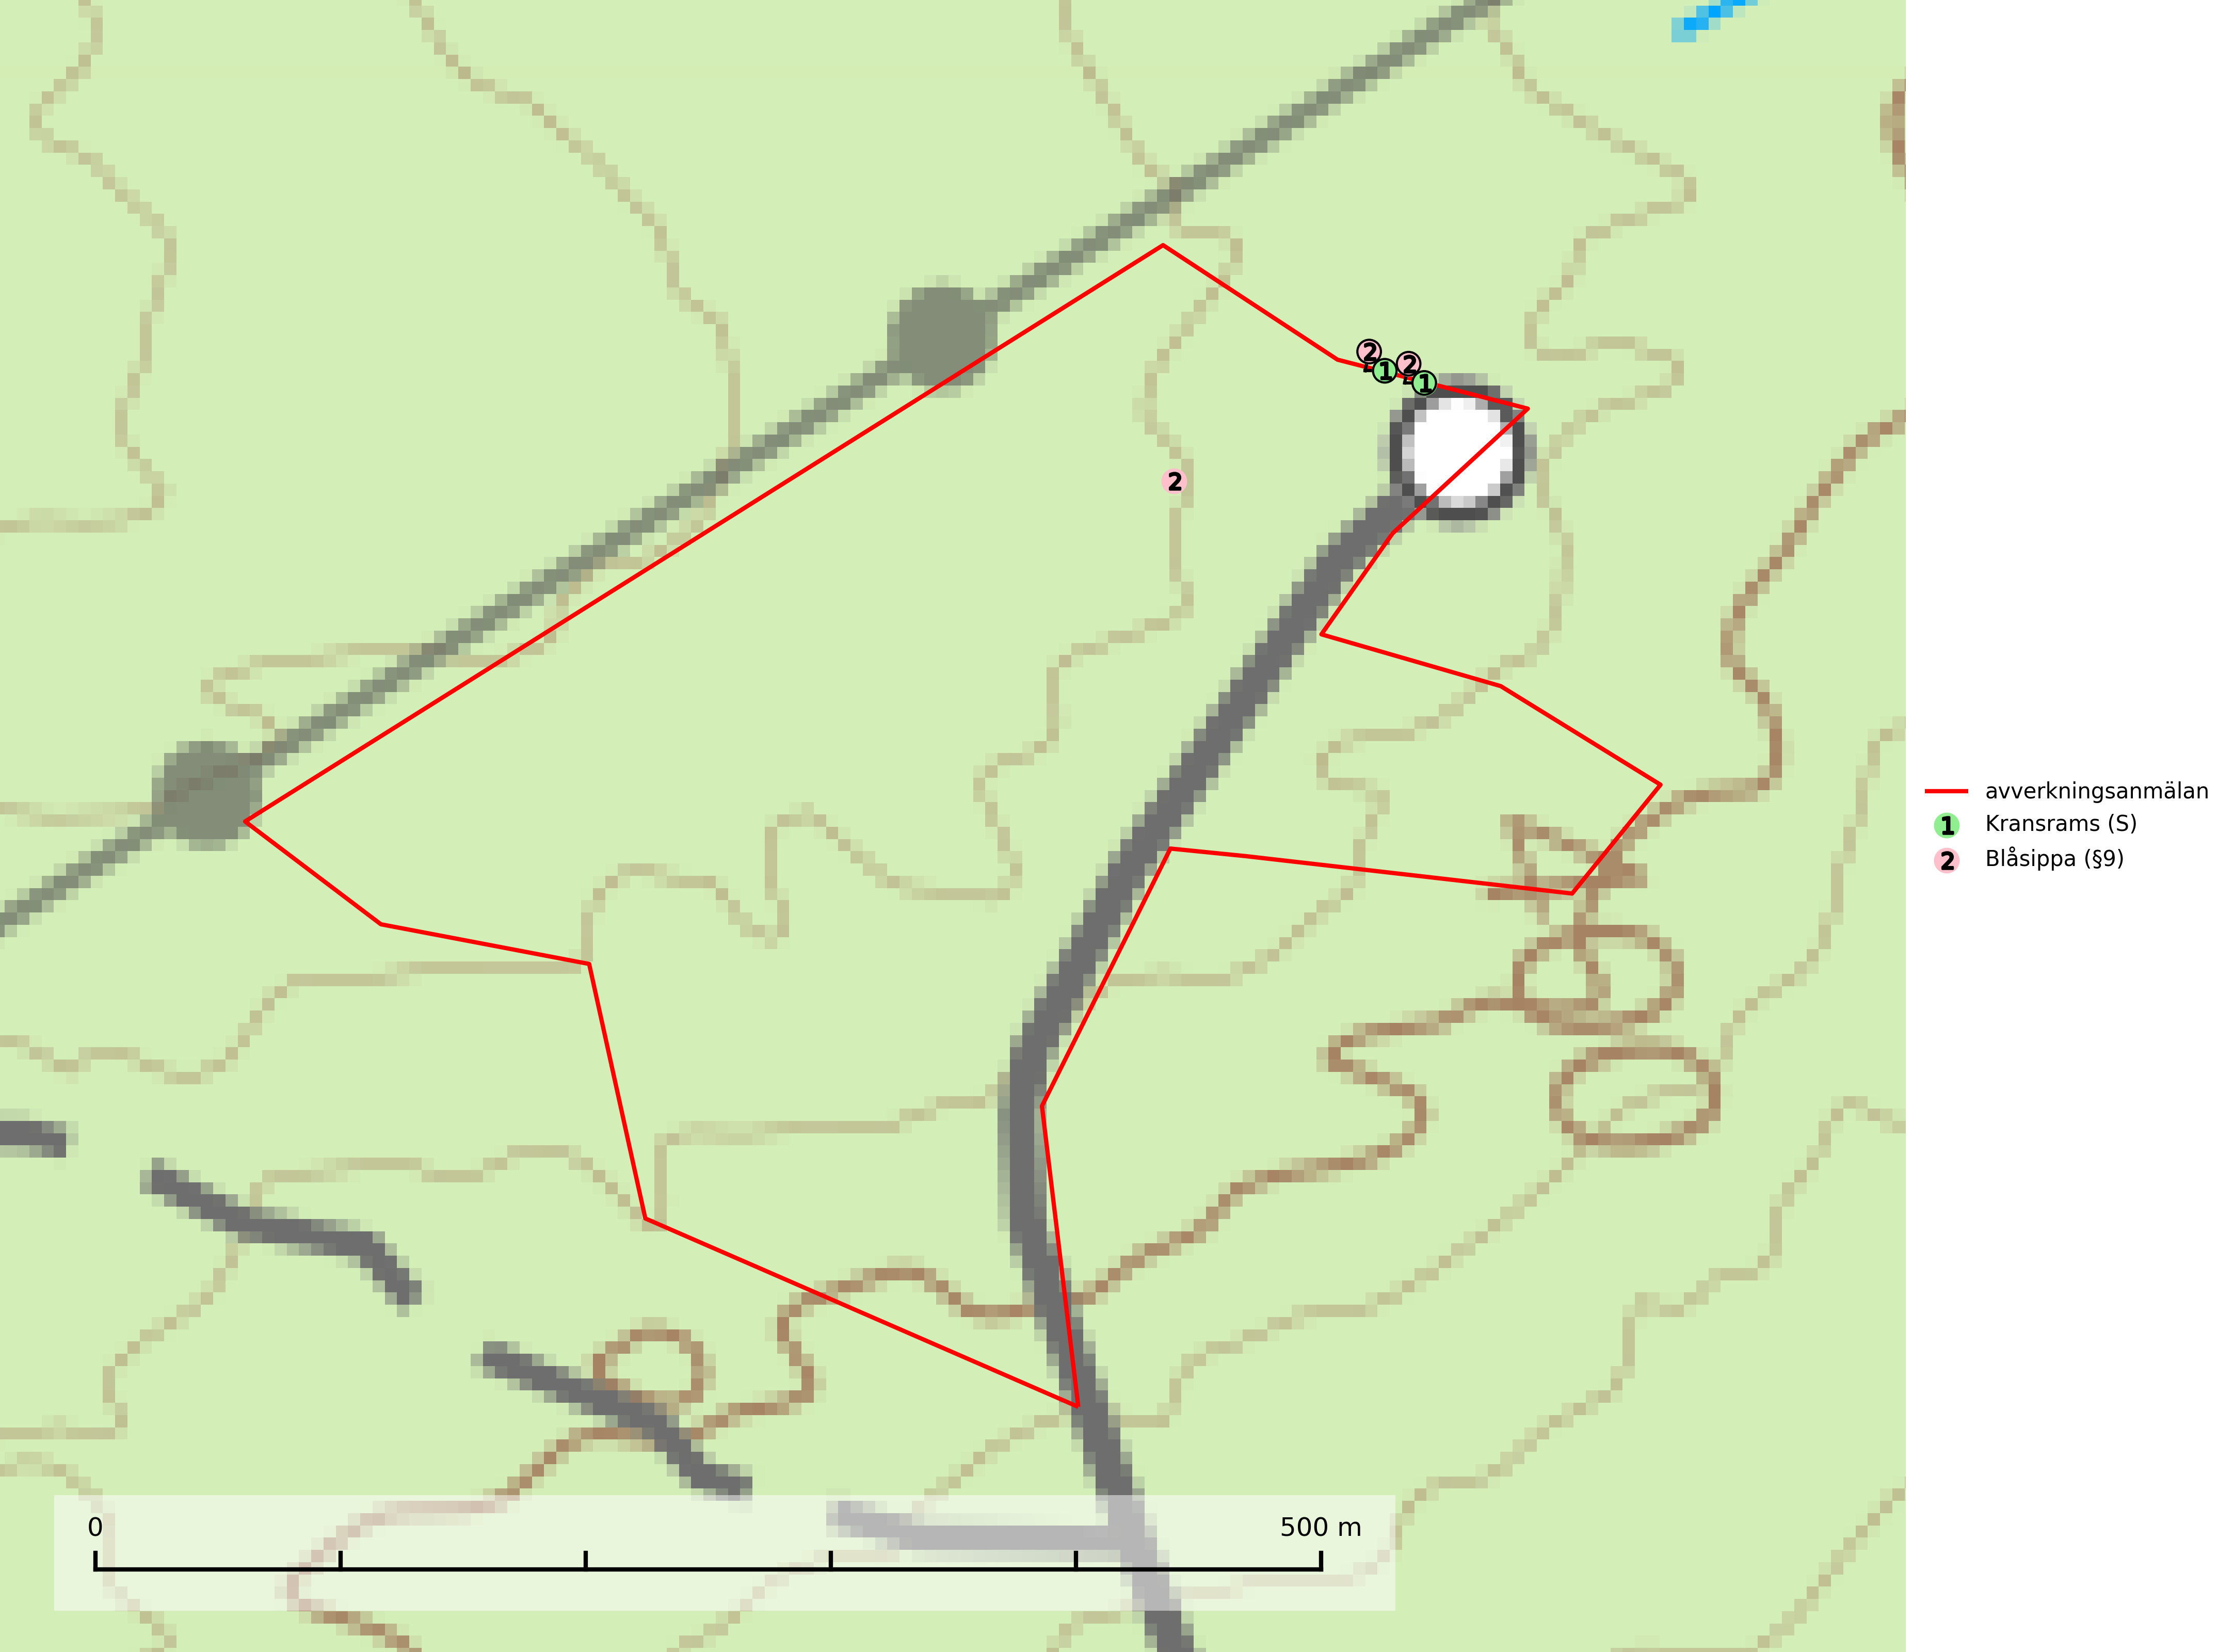 2
2
1
1
2
avverkningsanmälan
1 Kransrams (S)
2 Blåsippa (§9)
0 500 m